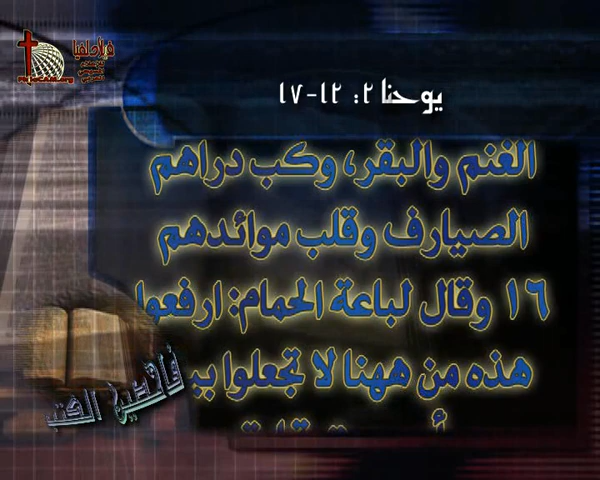 يوحنا ٢: ١٢-١٧
الغنم والبقر، وكب دراهم
الصيارف وقلب موائدهم
١٦ وقال لباعة الحمام: ارفعوا
هذه من ههنا لا تجعلوا
الكتب